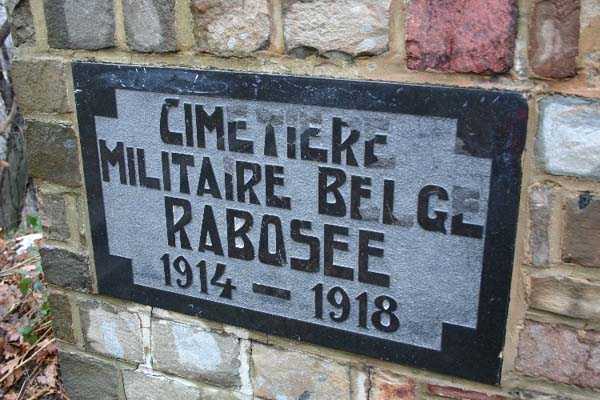 CIMETIERE
MILITAIRE BELGE
RABOSEE
1914 - 1918